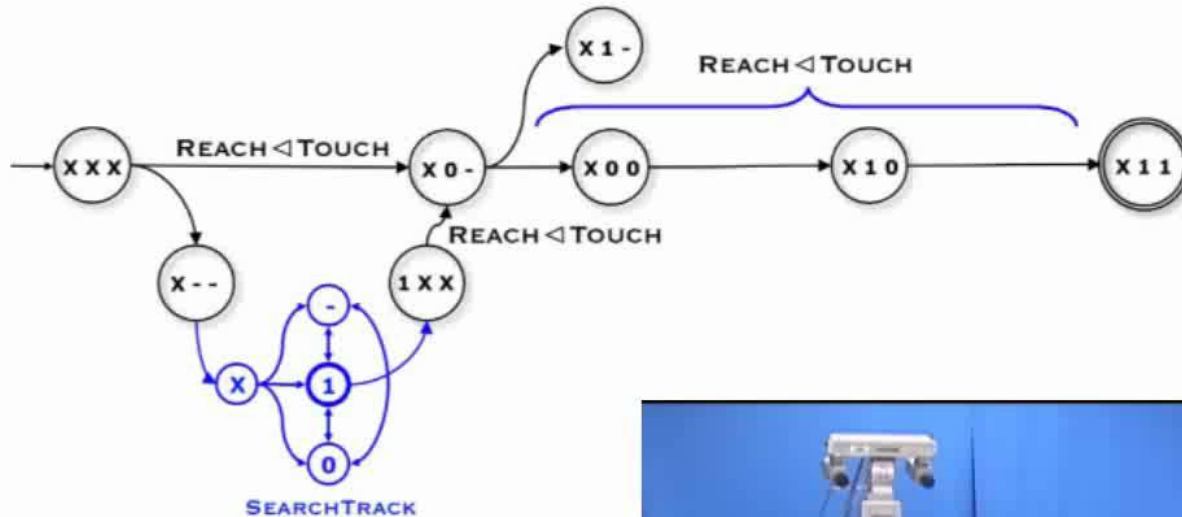 X 1 -
REACH ◁ TOUCH
REACH ◁ TOUCH
X X X
X 0 -
X 0 0
X 1 0
X 1 1
REACH ◁ TOUCH
X - -
1 X X
-
X
1
0
SEARCHTRACK